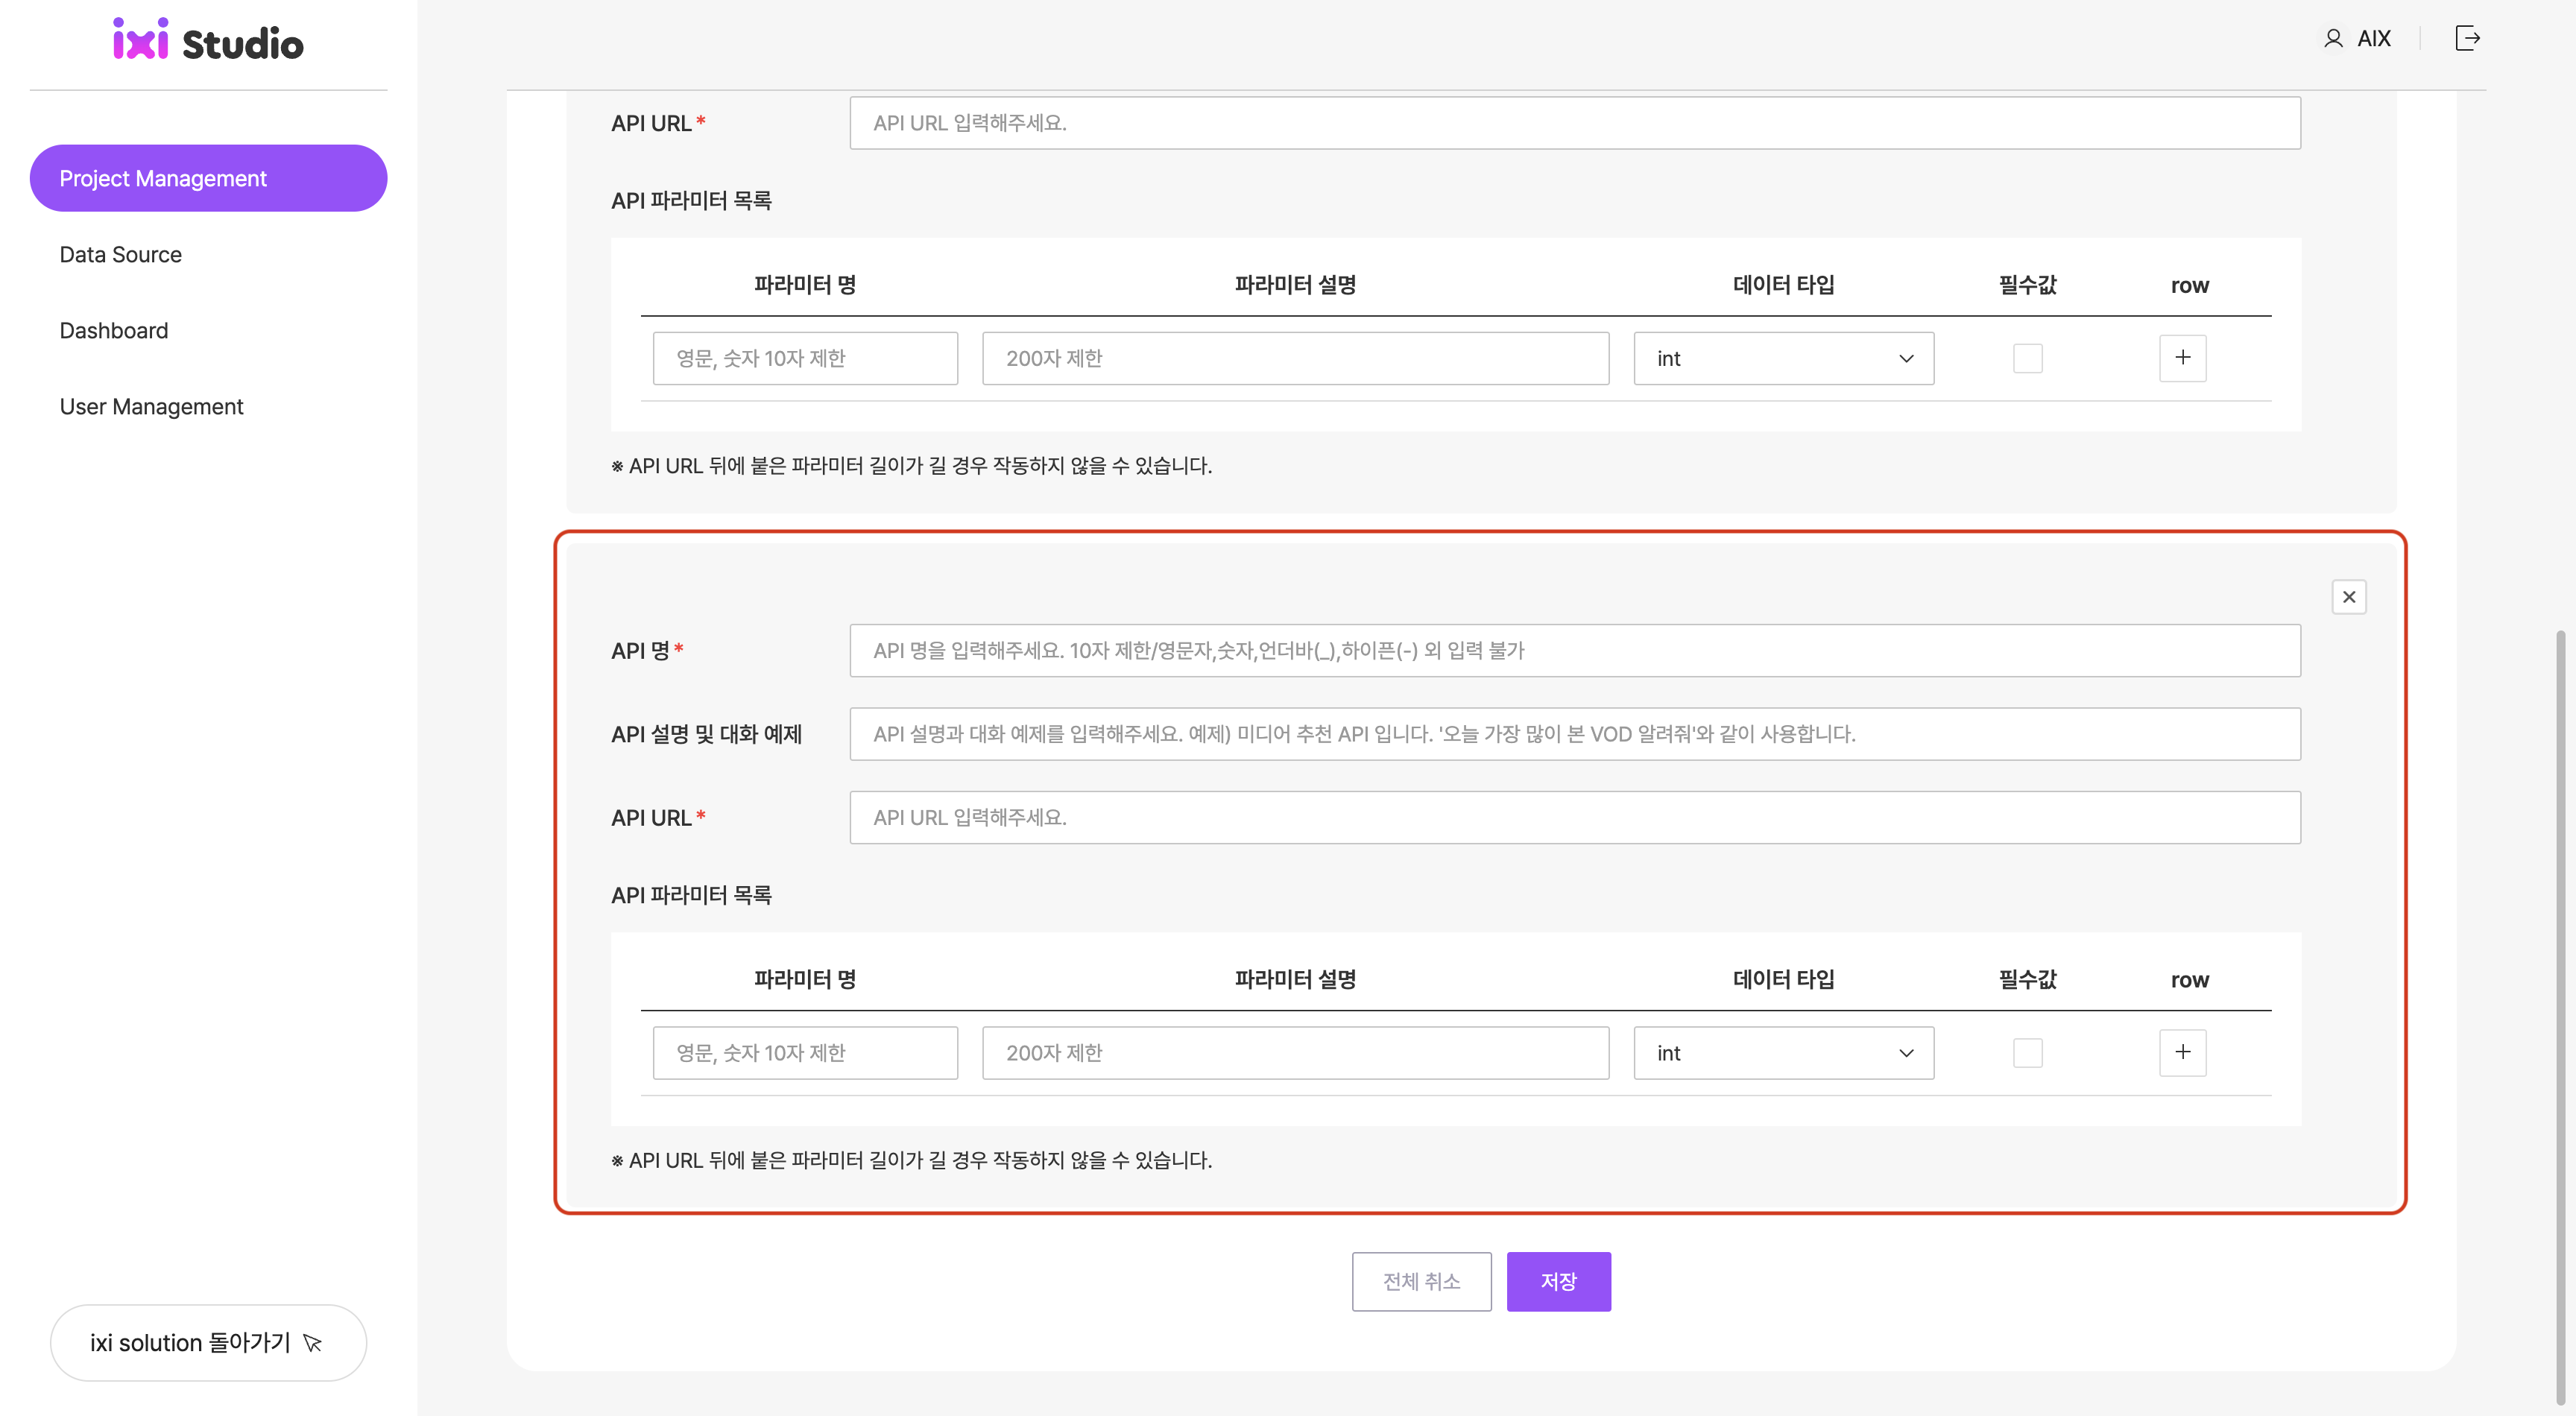 ixi Studio
AIX
Project Management
Data Source
Dashboard
User Management
ixi solution 돌아가기
API URL*
API URL 입력해주세요.
API 파라미터 목록
파라미터 명 파라미터 설명 데이터 타입 필수값 row
영문, 숫자 10자 제한 200자 제한 int +
※ API URL 뒤에 붙은 파라미터 길이가 길 경우 작동하지 않을 수 있습니다.
API 명*
API 명을 입력해주세요. 10자 제한/영문자,숫자,언더바(_),하이픈(-) 외 입력 불가
API 설명 및 대화 예제
API 설명과 대화 예제를 입력해주세요. 예제) 미디어 추천 API 입니다. '오늘 가장 많이 본 VOD 알려줘'와 같이 사용합니다.
API URL*
API URL 입력해주세요.
API 파라미터 목록
파라미터 명 파라미터 설명 데이터 타입 필수값 row
영문, 숫자 10자 제한 200자 제한 int +
※ API URL 뒤에 붙은 파라미터 길이가 길 경우 작동하지 않을 수 있습니다.
전체 취소 저장